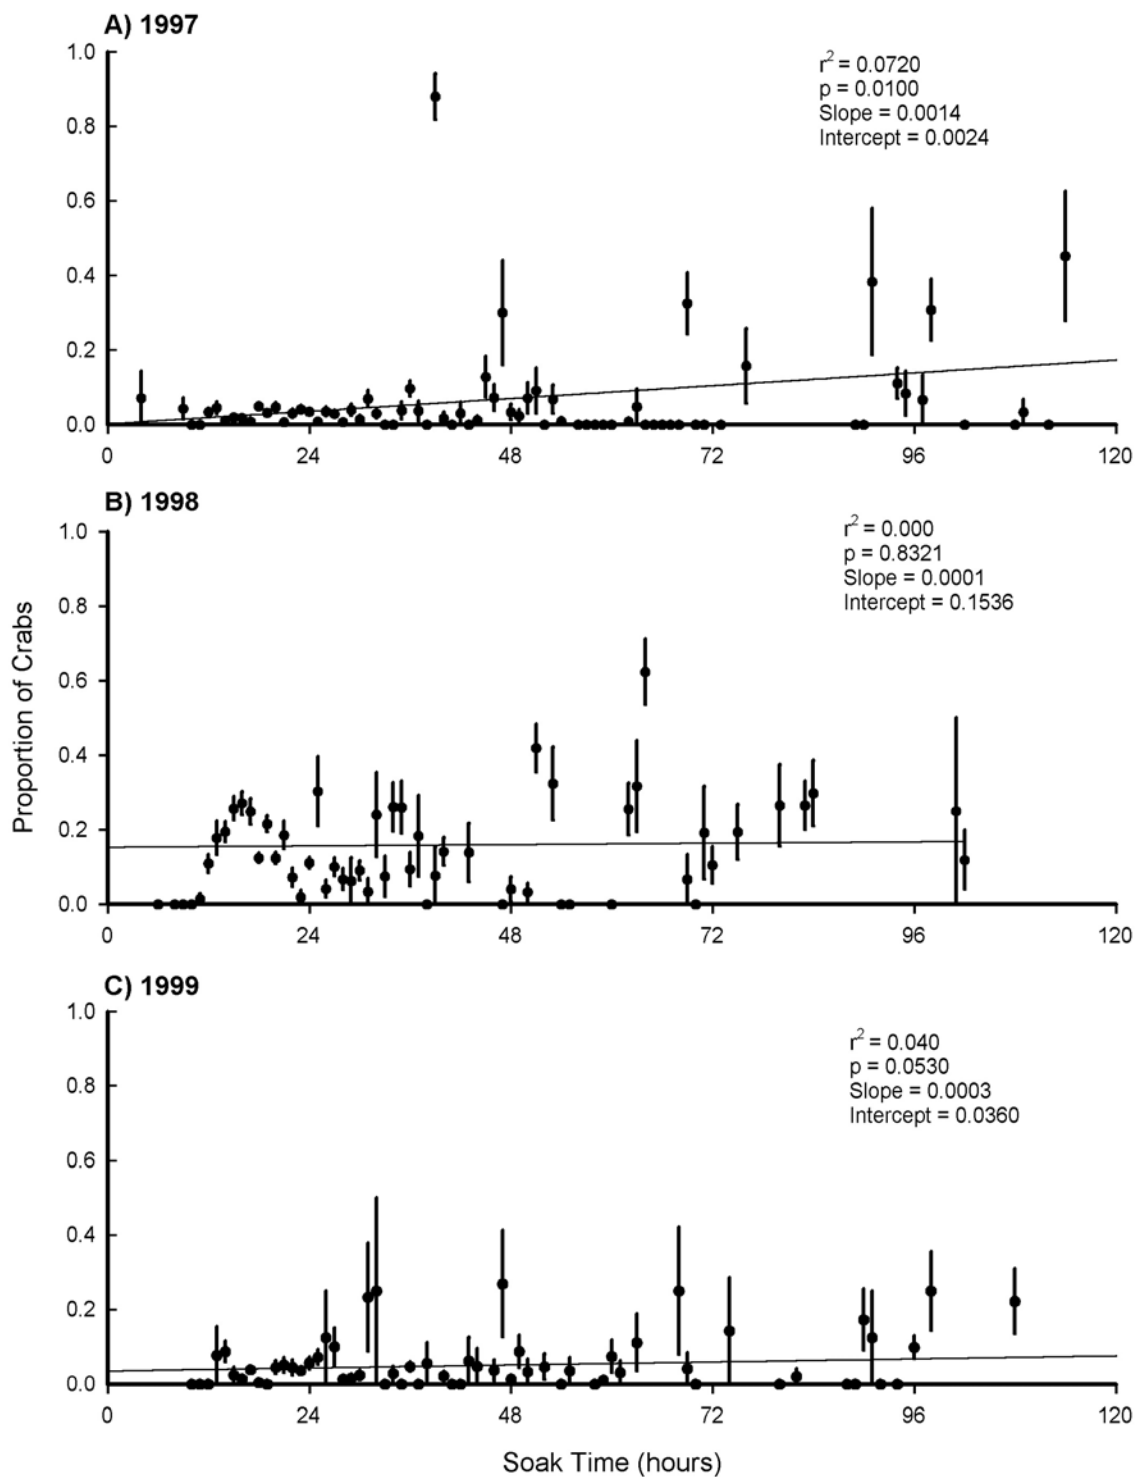 A) 1997
1.0
0.8
0.6
0.4
0.2
0.0
r² = 0.0720
p = 0.0100
Slope = 0.0014
Intercept = 0.0024
0 24 48 72 96 120
B) 1998
1.0
0.8
0.6
0.4
0.2
0.0
r² = 0.000
p = 0.8321
Slope = 0.0001
Intercept = 0.1536
Proportion of Crabs
0 24 48 72 96 120
C) 1999
1.0
0.8
0.6
0.4
0.2
0.0
r² = 0.040
p = 0.0530
Slope = 0.0003
Intercept = 0.0360
0 24 48 72 96 120
Soak Time (hours)